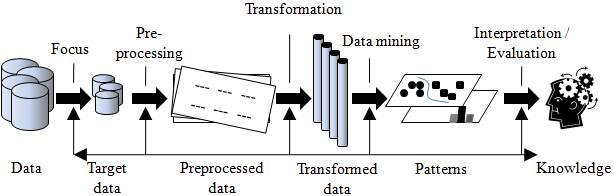 Transformation
Focus
Pre-
processing
Data mining
Interpretation /
Evaluation
Data
Target
data
Preprocessed
data
Transformed
data
Patterns
Knowledge